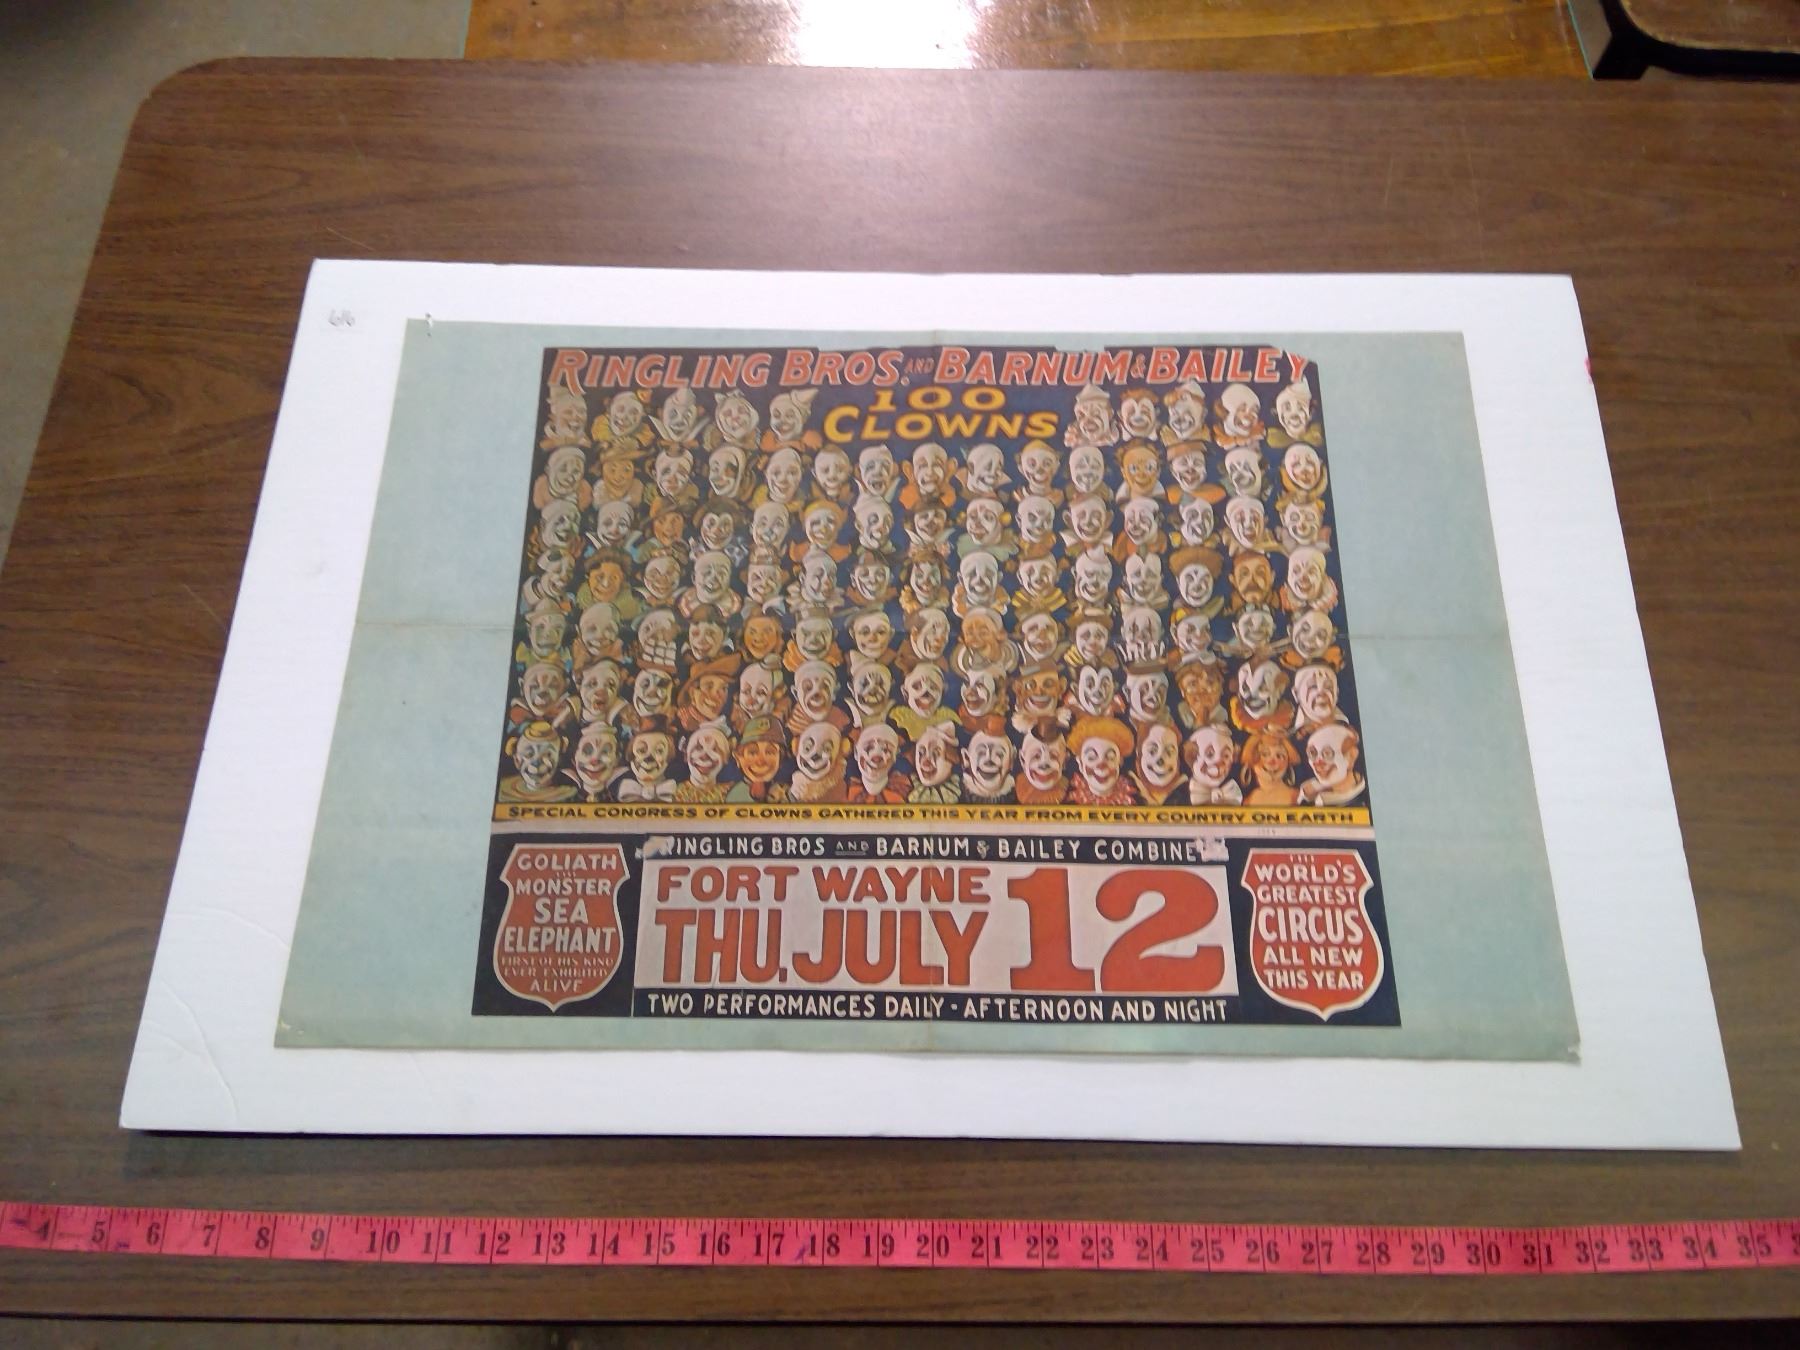 616
RINGLING BROS. AND BARNUM & BAILEY
100
CLOWNS
SPECIAL CONGRESS OF CLOWNS GATHERED THIS YEAR FROM EVERY COUNTRY ON EARTH
RINGLING BROS AND BARNUM & BAILEY COMBINE
GOLIATH
THE
MONSTER
SEA
ELEPHANT
FIRST OF HIS KIND
EVER EXHIBITED
ALIVE
FORT WAYNE
THU. JULY 12
TWO PERFORMANCES DAILY - AFTERNOON AND NIGHT
THE
WORLD'S
GREATEST
CIRCUS
ALL NEW
THIS YEAR
4 5 6 7 8 9 10 11 12 13 14 15 16 17 18 19 20 21 22 23 24 25 26 27 28 29 30 31 32 33 34 35